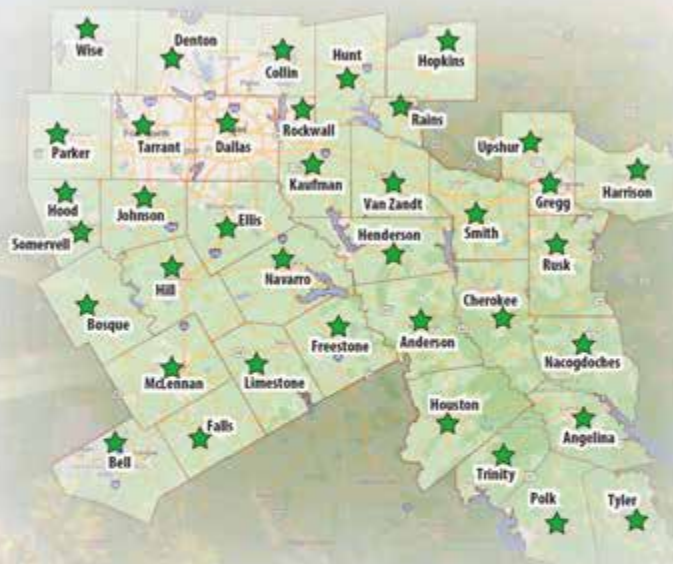 Wise
Denton
Collin
Hunt
Hopkins
Parker
Tarrant
Dallas
Rockwall
Rains
Upshur
Kaufman
Van Zandt
Gregg
Harrison
Hood
Johnson
Ellis
Smith
Somervell
Henderson
Rusk
Hill
Navarro
Cherokee
Bosque
Freestone
Anderson
Nacogdoches
McLennan
Limestone
Houston
Falls
Angelina
Bell
Trinity
Polk
Tyler